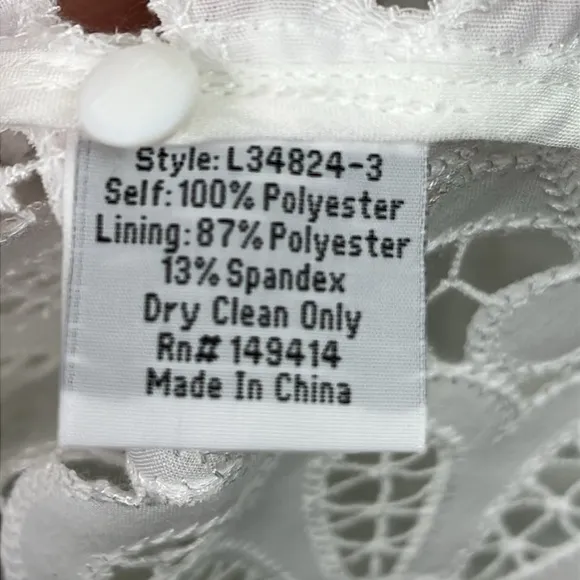 Style: L34824-3
Self: 100% Polyester
Lining: 87% Polyester
13% Spandex
Dry Clean Only
Rn# 149414
Made In China